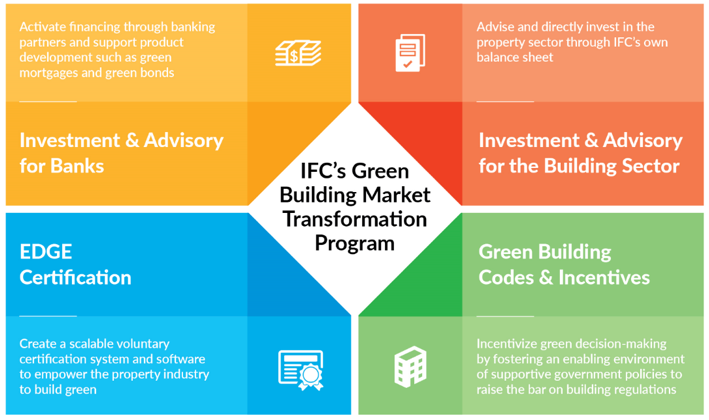 Activate financing through banking
partners and support product
development such as green
mortgages and green bonds
$
Investment & Advisory
for Banks
Advise and directly invest in the
property sector through IFC's own
balance sheet
Investment & Advisory
for the Building Sector
IFC's Green
Building Market
Transformation
Program
EDGE
Certification
Create a scalable voluntary
certification system and software
to empower the property industry
to build green
Green Building
Codes & Incentives
Incentivize green decision-making
by fostering an enabling environment
of supportive government policies to
raise the bar on building regulations